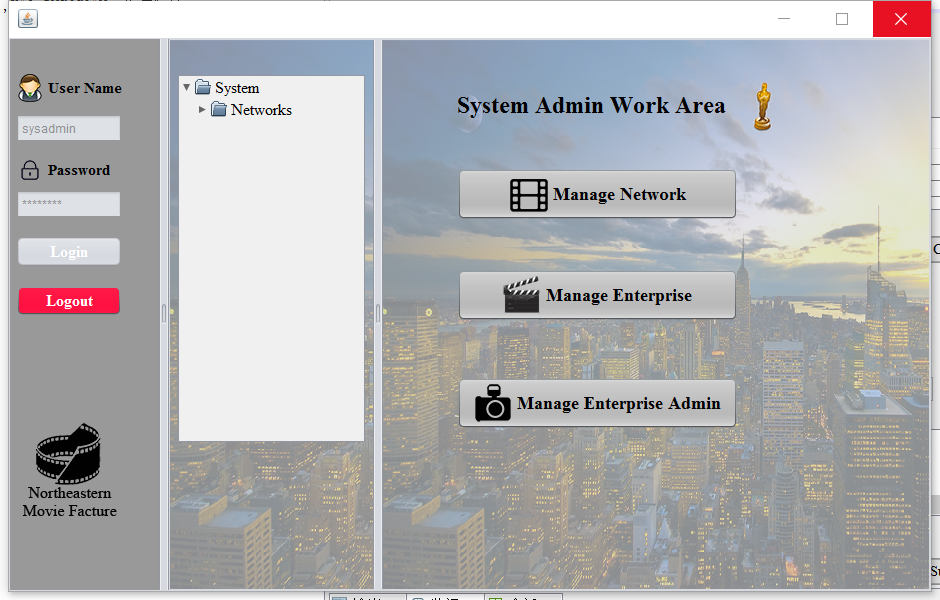 User Name
sysadmin
Password
********
Login
Logout
Northeastern
Movie Facture
System
Networks
System Admin Work Area
Manage Network
Manage Enterprise
Manage Enterprise Admin